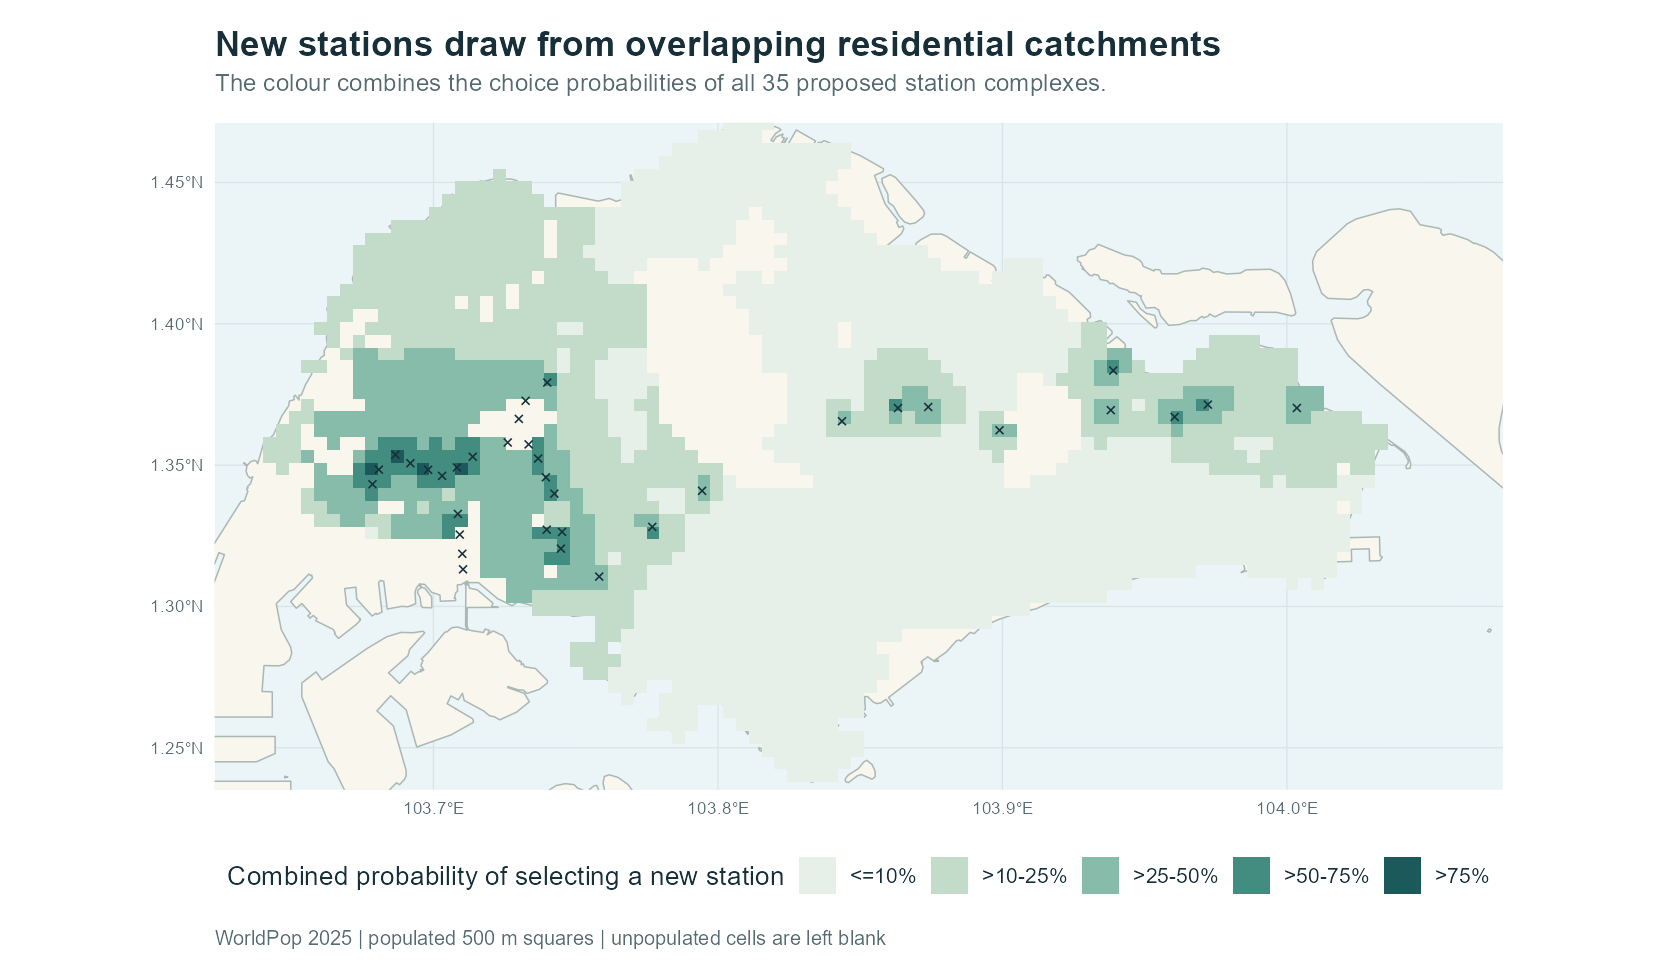 New stations draw from overlapping residential catchments
The colour combines the choice probabilities of all 35 proposed station complexes.
1.45°N
1.40°N
1.35°N
1.30°N
1.25°N
103.7°E 103.8°E 103.9°E 104.0°E
Combined probability of selecting a new station <=10% >10-25% >25-50% >50-75% >75%
WorldPop 2025 | populated 500 m squares | unpopulated cells are left blank